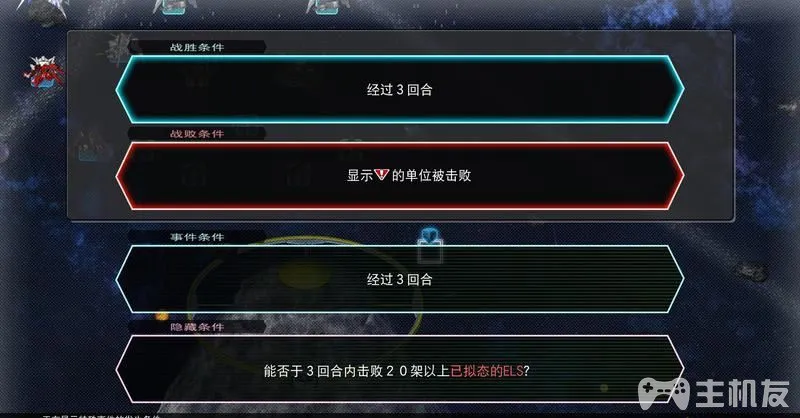 战胜条件
经过3回合
战败条件
显示的单位被击败
事件条件
经过3回合
隐藏条件
能否于3回合内击败20架以上已拟态的ELS?
主机友